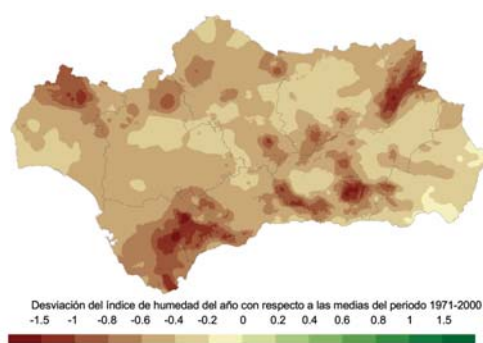 Desviación del índice de humedad del año con respecto a las medias del periodo 1971-2000
-1.5 -1 -0.8 -0.6 -0.4 -0.2 0 0.2 0.4 0.6 0.8 1 1.5